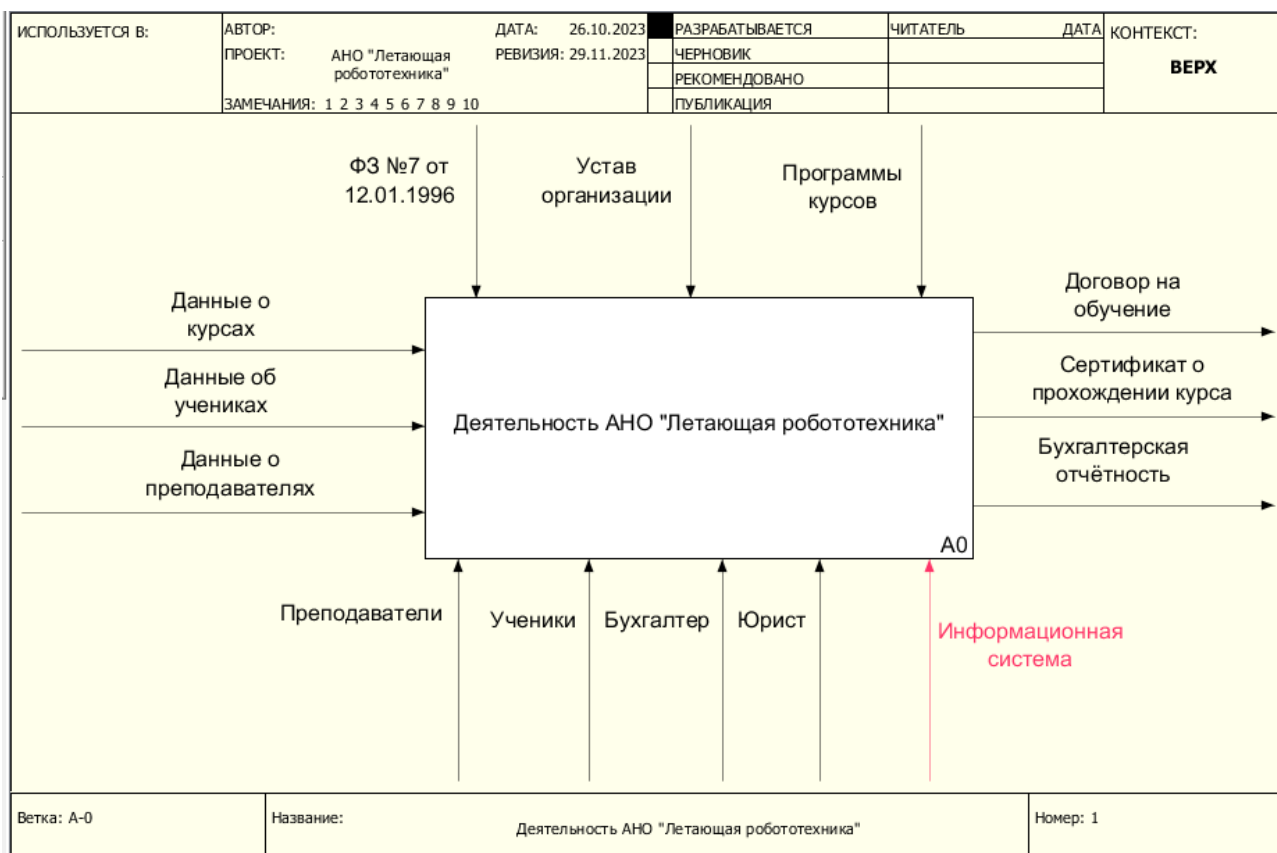 ИСПОЛЬЗУЕТСЯ В:
АВТОР:
ДАТА: 26.10.2023
ПРОЕКТ: АНО "Летающая
робототехника"
РЕВИЗИЯ: 29.11.2023
ЗАМЕЧАНИЯ: 1 2 3 4 5 6 7 8 9 10
РАЗРАБАТЫВАЕТСЯ
ЧЕРНОВИК
РЕКОМЕНДОВАНО
ПУБЛИКАЦИЯ
ЧИТАТЕЛЬ
ДАТА
КОНТЕКСТ:
ВЕРХ
ФЗ №7 от
12.01.1996
Устав
организации
Программы
курсов
Данные о
курсах
Данные об
учениках
Данные о
преподавателях
Деятельность АНО "Летающая робототехника"
A0
Договор на
обучение
Сертификат о
прохождении курса
Бухгалтерская
отчётность
Преподаватели
Ученики
Бухгалтер
Юрист
Информационная
система
Ветка: A-0
Название:
Деятельность АНО "Летающая робототехника"
Номер: 1